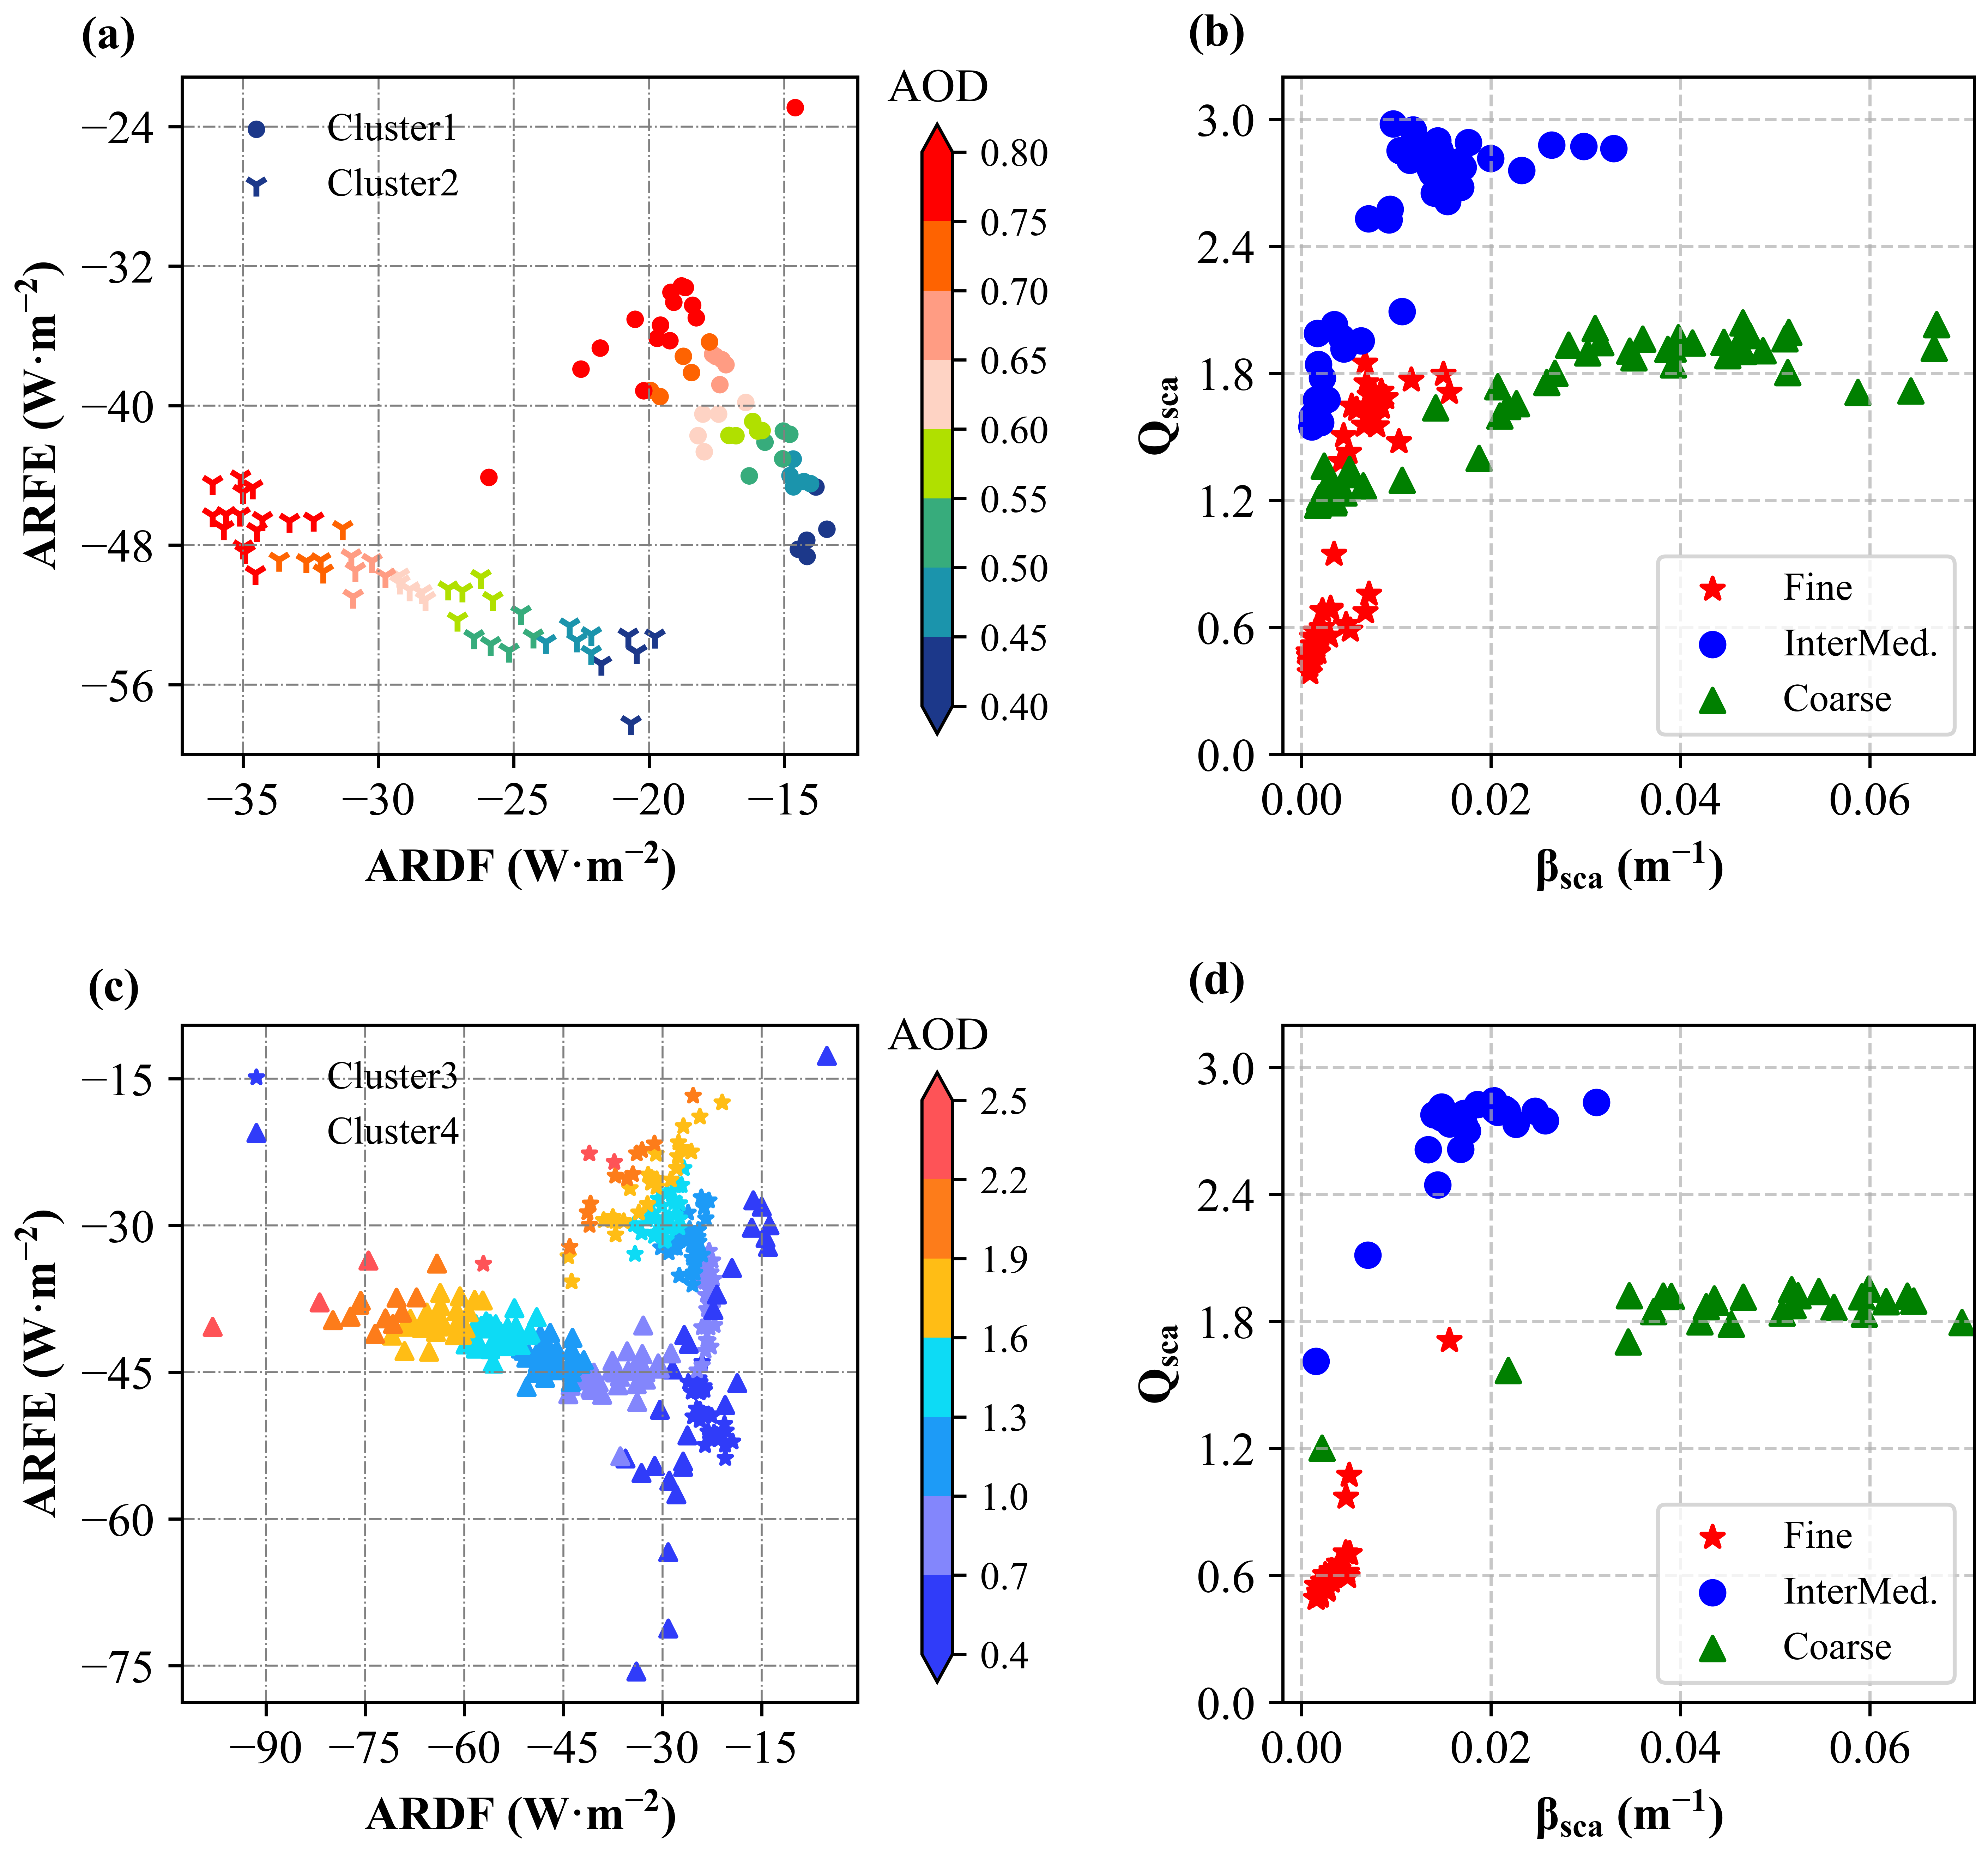 (a)
AOD
Cluster1
Cluster2
−24
−32
−40
−48
−56
ARFE (W·m⁻²)
−35 −30 −25 −20 −15
ARDF (W·m⁻²)
0.80
0.75
0.70
0.65
0.60
0.55
0.50
0.45
0.40
(b)
3.0
2.4
1.8
1.2
0.6
0.0
Qsca
Fine
InterMed.
Coarse
0.00 0.02 0.04 0.06
βsca (m⁻¹)
(c)
AOD
Cluster3
Cluster4
−15
−30
−45
−60
−75
ARFE (W·m⁻²)
−90 −75 −60 −45 −30 −15
ARDF (W·m⁻²)
2.5
2.2
1.9
1.6
1.3
1.0
0.7
0.4
(d)
3.0
2.4
1.8
1.2
0.6
0.0
Qsca
Fine
InterMed.
Coarse
0.00 0.02 0.04 0.06
βsca (m⁻¹)